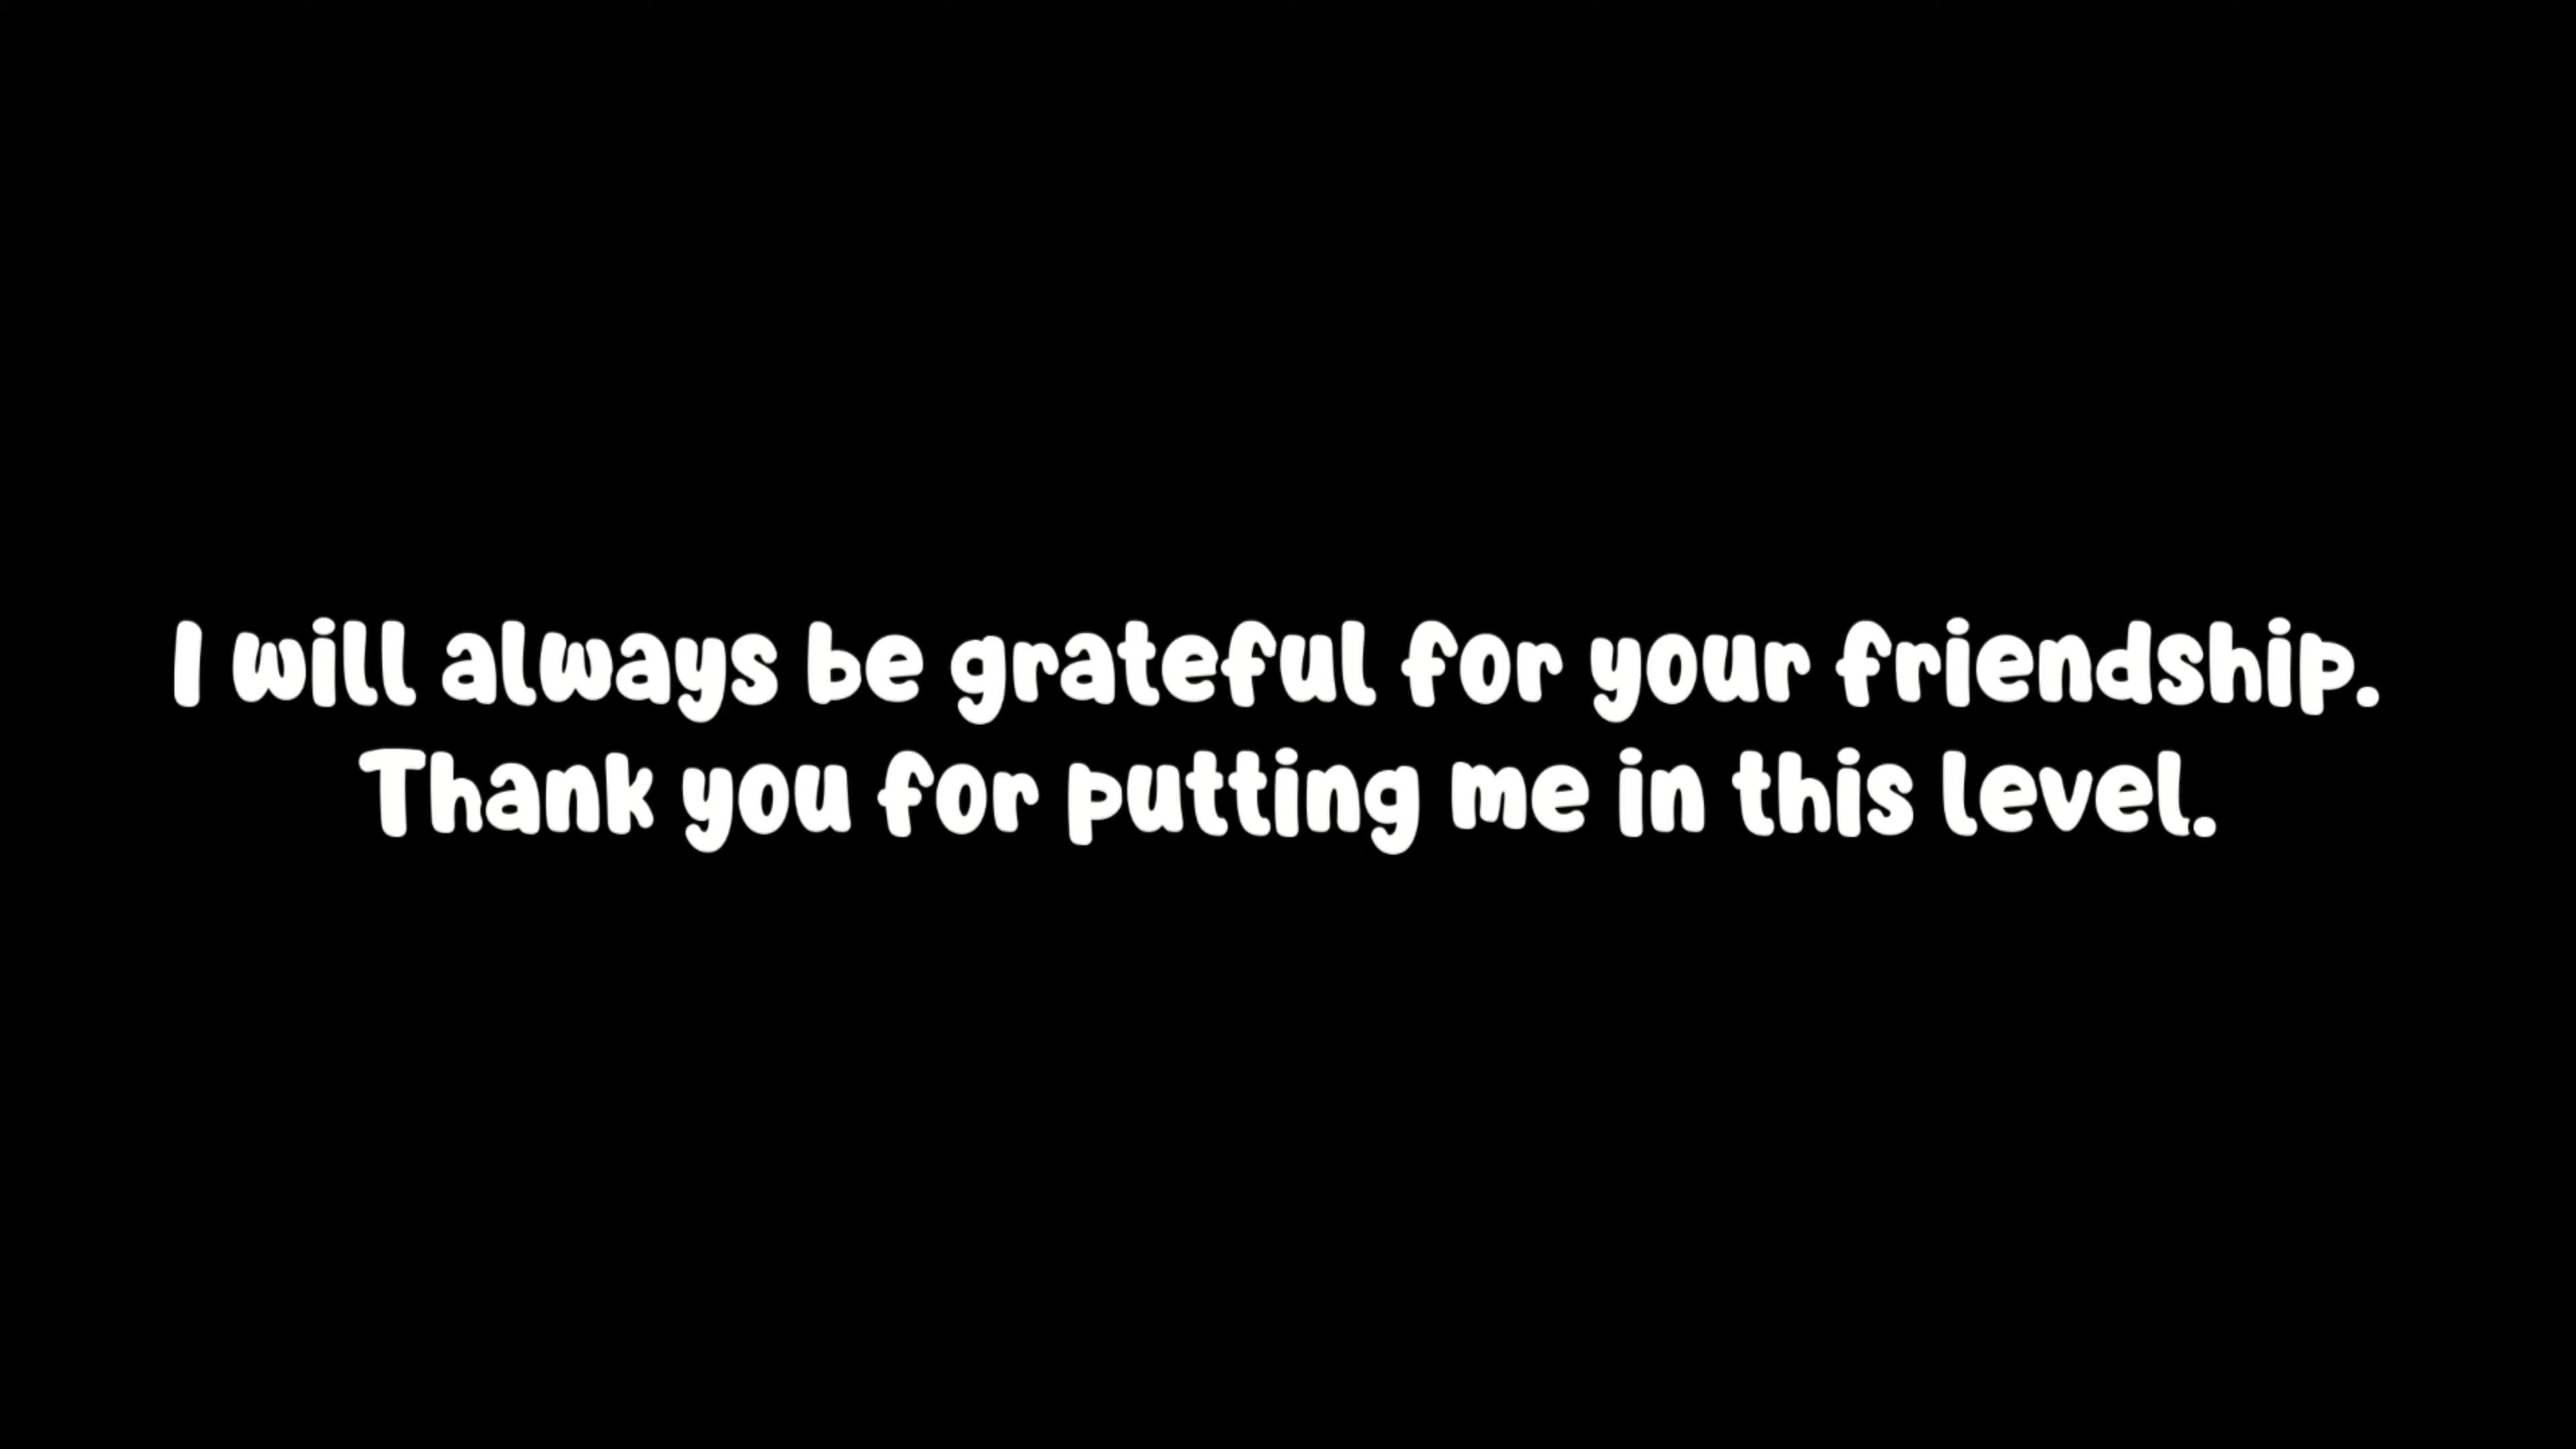 I will always be grateful for your friendship.
Thank you for putting me in this level.